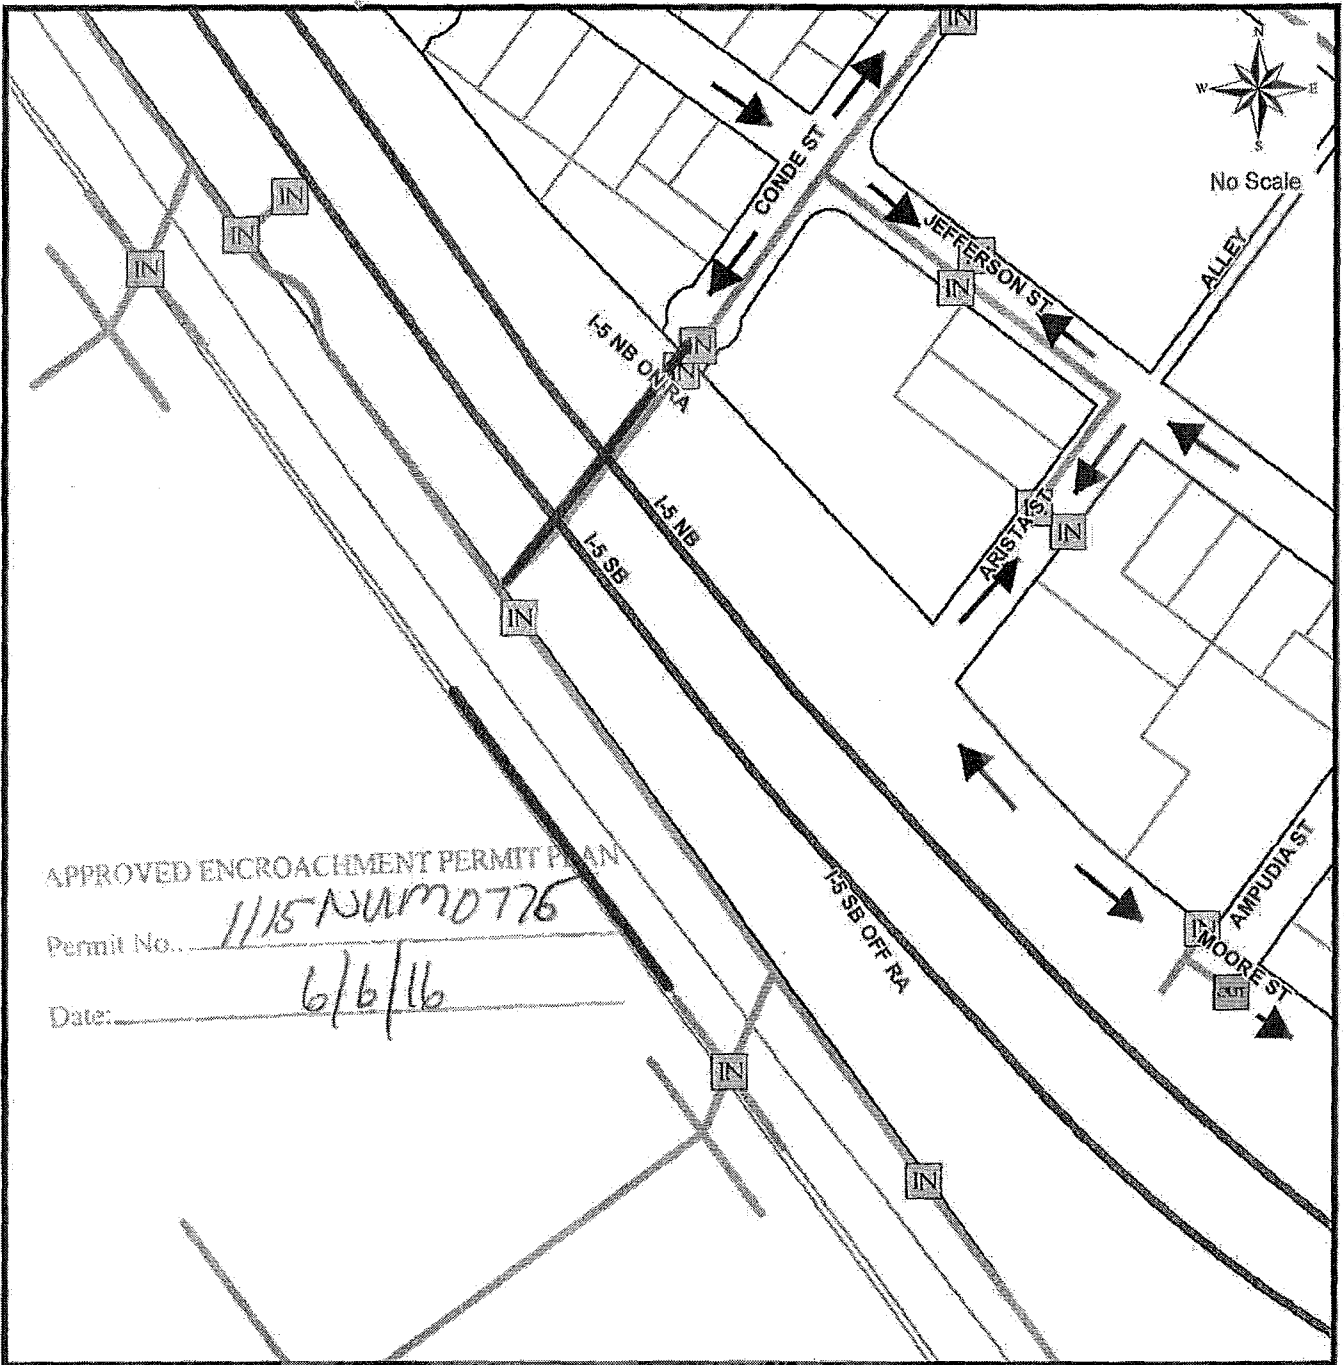 IN
N
W
E
S
No Scale
CONDE ST
IN
IN
IN
JEFFERSON ST
IN
ALLEY
I-5 NB ON RA
IN
IN
I-5 NB
I-5 SB
ARISTA ST
IN
IN
I-5 SB OFF RA
AMPUDIA ST
IN
MOORE ST
OUT
APPROVED ENCROACHMENT PERMIT PLAN
Permit No. 1115NUM0776
Date: 6/6/16
IN
IN